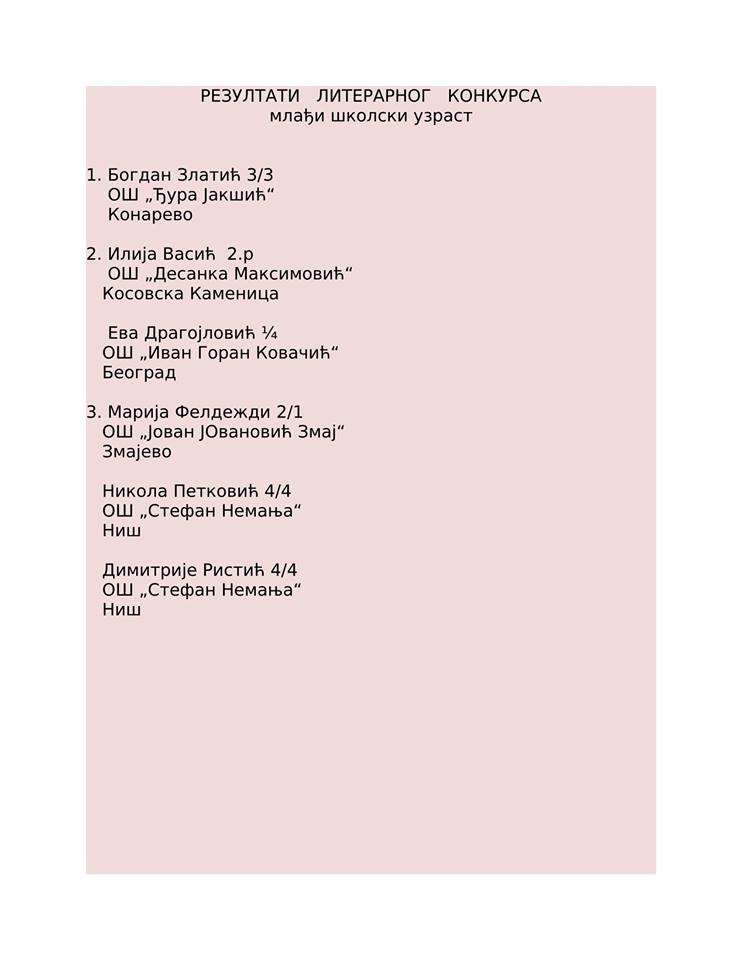 РЕЗУЛТАТИ ЛИТЕРАРНОГ КОНКУРСА
млађи школски узраст
1. Богдан Златић 3/3
ОШ „Ђура Јакшић“
Конарево
2. Илија Васић 2.р
ОШ „Десанка Максимовић“
Косовска Каменица
Ева Драгојловић ¼
ОШ „Иван Горан Ковачић“
Београд
3. Марија Фелдежди 2/1
ОШ „Јован ЈОвановић Змај“
Змајево
Никола Петковић 4/4
ОШ „Стефан Немања“
Ниш
Димитрије Ристић 4/4
ОШ „Стефан Немања“
Ниш